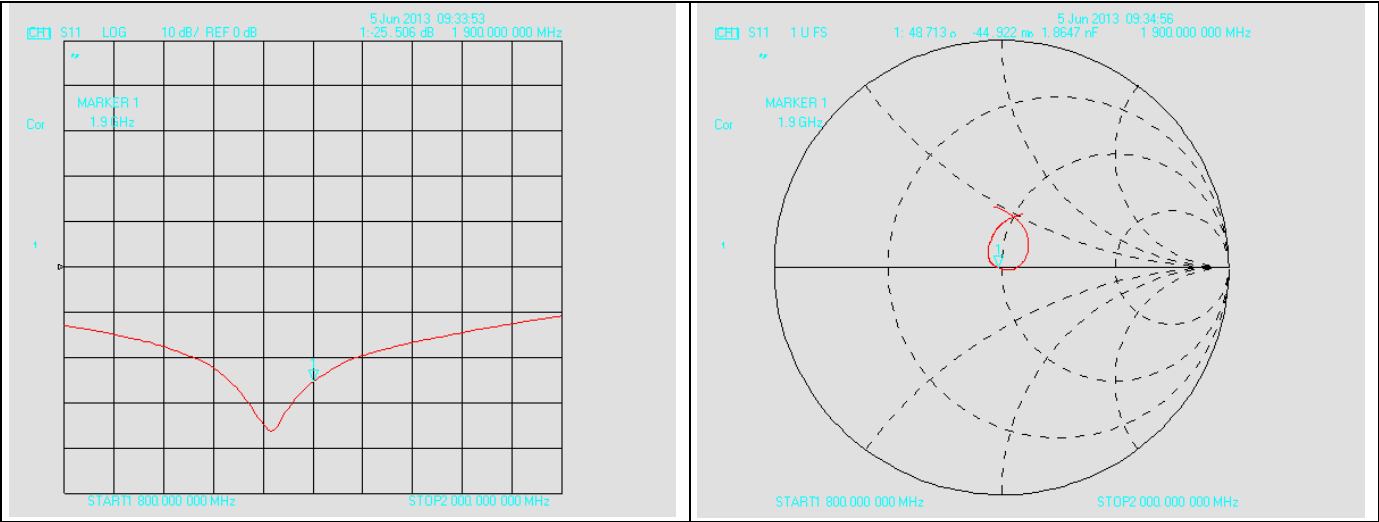 5 Jun 2013 09:33:53
CH1 S11 LOG 10 dB/ REF 0 dB 1:-25.506 dB 1 900.000 000 MHz
MARKER 1
Cor 1.9 GHz
1
1
START1 800.000 000 MHz STOP2 000.000 000 MHz
5 Jun 2013 09:34:56
CH1 S11 1 U FS 1: 48.713 -44.922 1.8647 nF 1 900.000 000 MHz
MARKER 1
Cor 1.9 GHz
1
1
START1 800.000 000 MHz STOP2 000.000 000 MHz